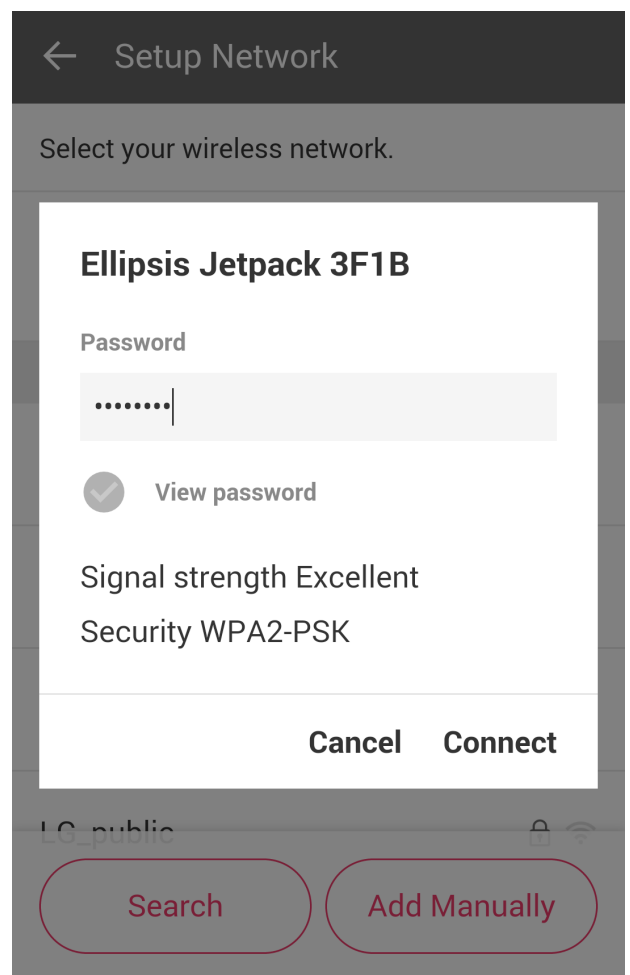 Setup Network
Select your wireless network.
Ellipsis Jetpack 3F1B
Password
••••••••
View password
Signal strength Excellent
Security WPA2-PSK
Cancel Connect
LG_public
Search Add Manually